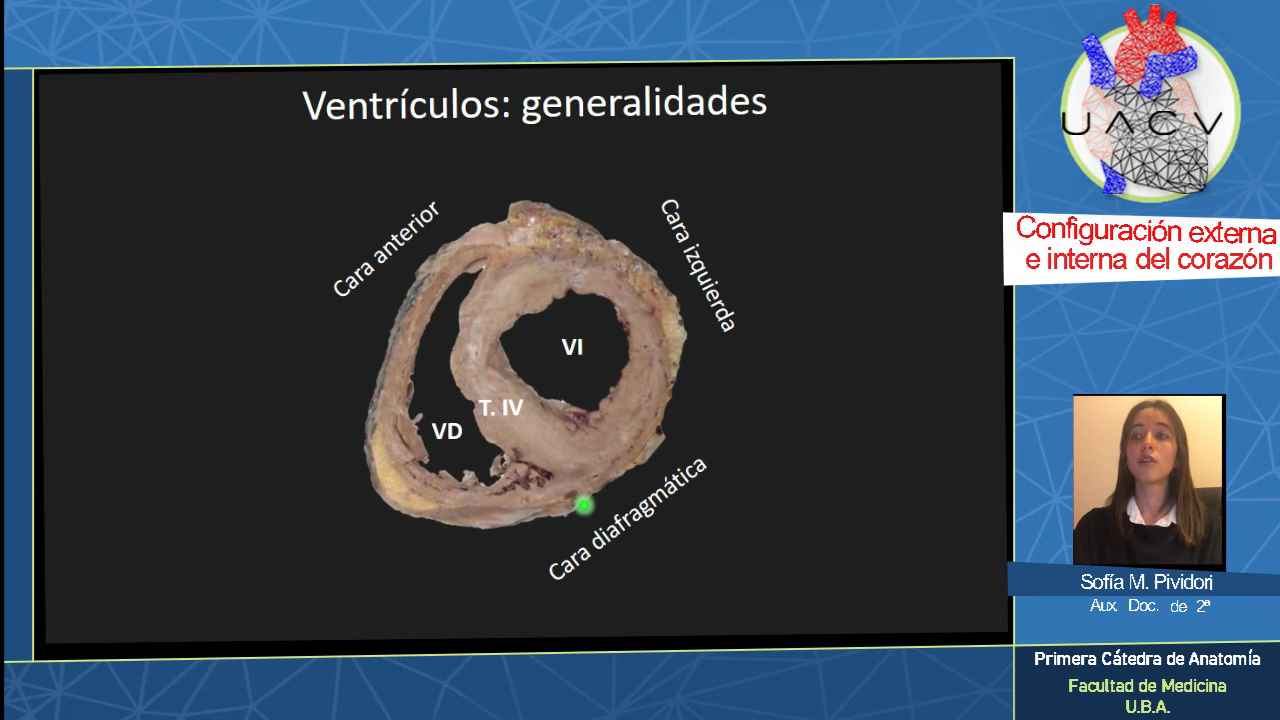 Ventrículos: generalidades
Cara anterior
Cara izquierda
VI
T. IV
VD
Cara diafragmática
UACV
Configuración externa
e interna del corazón
Sofía M. Pividori
Aux. Doc. de 2ª
Primera Cátedra de Anatomía
Facultad de Medicina
U.B.A.